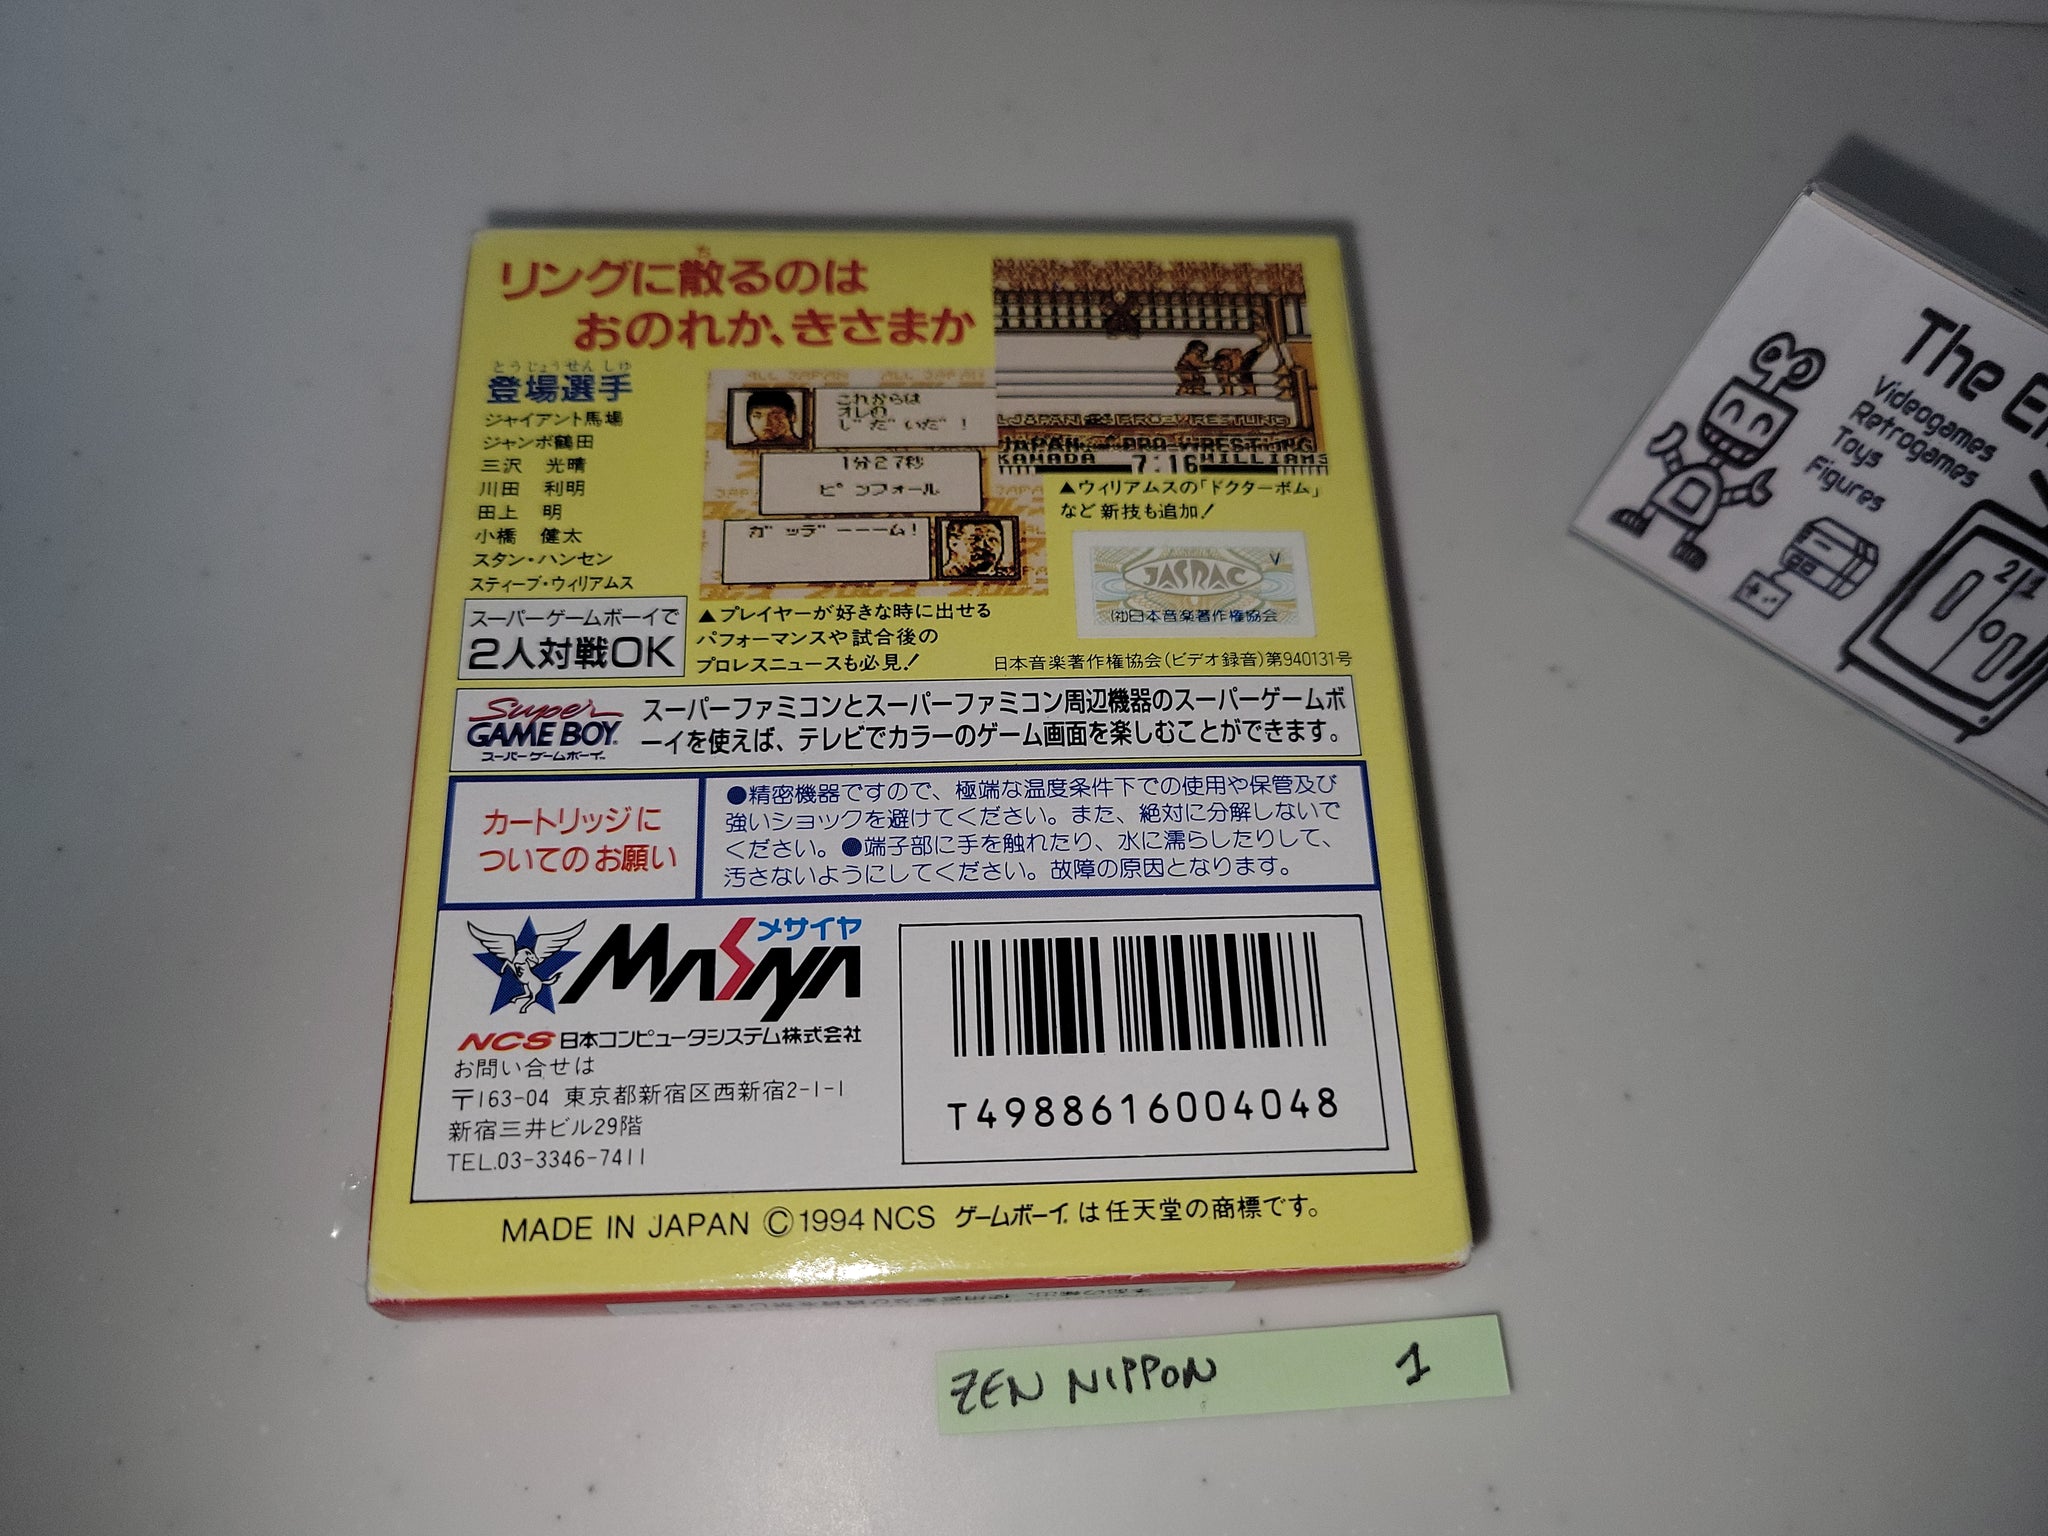 リングに散るのは
ち
おのれか、きさまか
とうじょうせんしゅ
登場選手
ジャイアント馬場
ジャンボ鶴田
三沢 光晴
川田 利明
田上 明
小橋 健太
スタン・ハンセン
スティーブ・ウィリアムス
スーパーゲームボーイで
2人対戦OK
これからは
オレの
じだいだ！
1分27秒
ピンフォール
ガッデーーーム！
▲プレイヤーが好きな時に出せる
パフォーマンスや試合後の
プロレスニュースも必見！
L JAPAN PRO-WRESTLING
JAPAN PRO-WRESTLING
7:16 WILLIAMS
▲ウィリアムスの「ドクターボム」
など新技も追加！
V
JASRAC
(社)日本音楽著作権協会
日本音楽著作権協会(ビデオ録音)第940131号
Super
GAME BOY
スーパーゲームボーイ
スーパーファミコンとスーパーファミコン周辺機器のスーパーゲームボ
ーイを使えば、テレビでカラーのゲーム画面を楽しむことができます。
カートリッジに
ついてのお願い
●精密機器ですので、極端な温度条件下での使用や保管及び
強いショックを避けてください。また、絶対に分解しないで
ください。●端子部に手を触れたり、水に濡らしたりして、
汚さないようにしてください。故障の原因となります。
メサイヤ
MASAYA
NCS 日本コンピュータシステム株式会社
お問い合せは
〒163-04 東京都新宿区西新宿2-1-1
新宿三井ビル29階
TEL.03-3346-7411
T4988616004048
MADE IN JAPAN ©1994 NCS ゲームボーイは任天堂の商標です。
ZEN NIPPON 1
The
Videogames
Retrogames
Toys
Figures